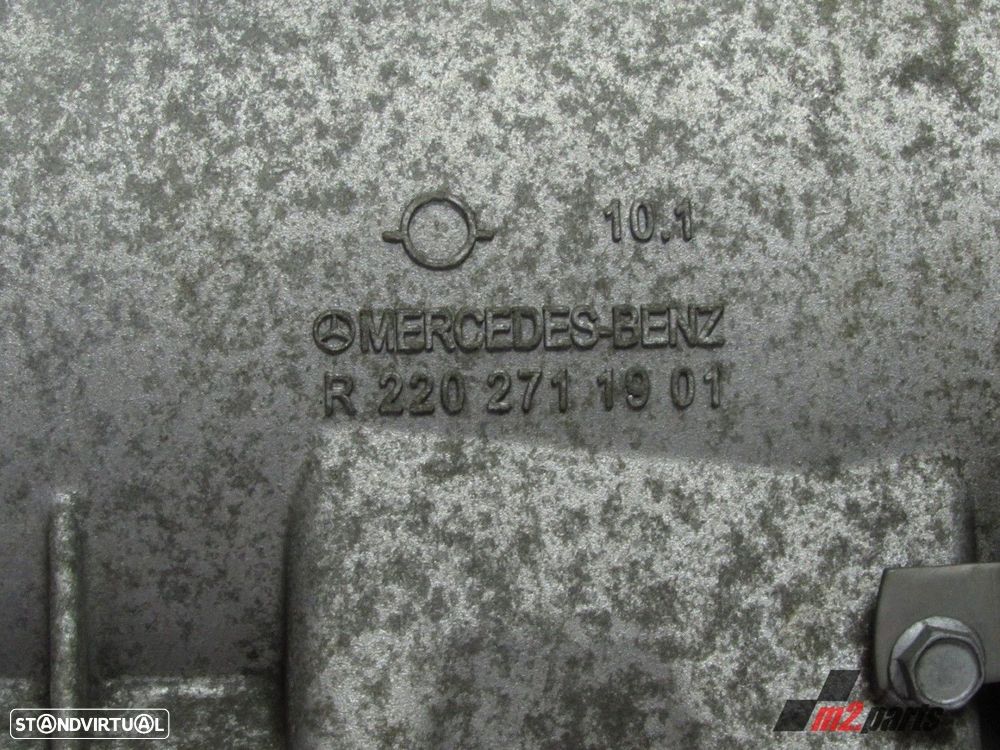 10.1
MERCEDES-BENZ
R 220 271 19 01
STANDVIRTUAL
m2parts